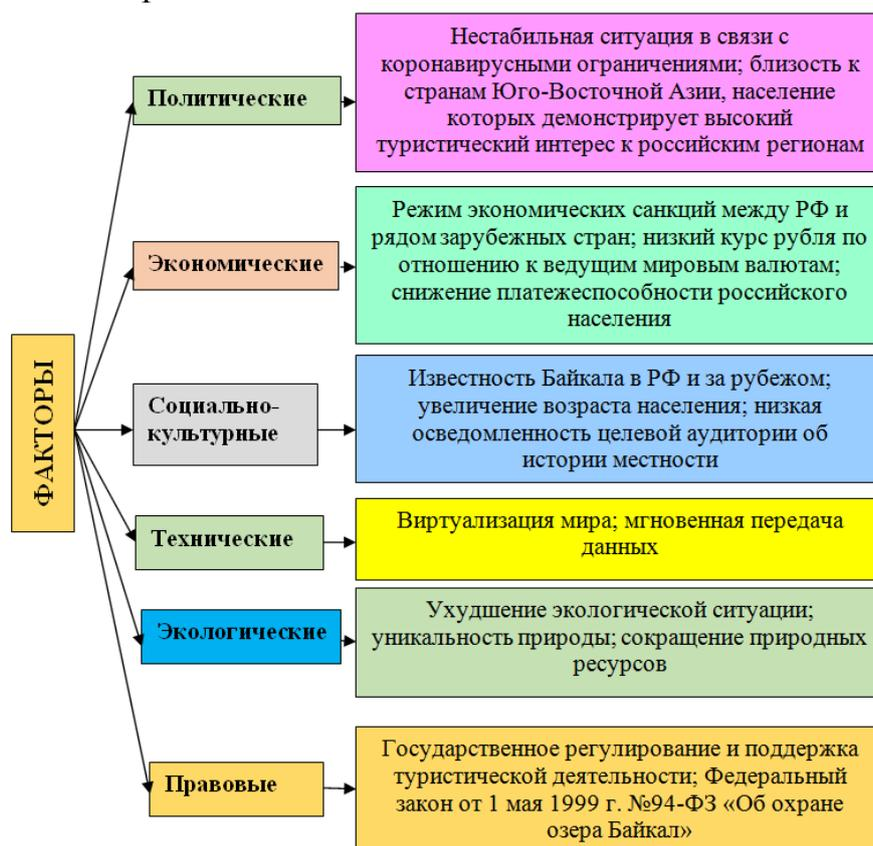 ФАКТОРЫ
Политические
Нестабильная ситуация в связи с
коронавирусными ограничениями; близость к
странам Юго-Восточной Азии, население
которых демонстрирует высокий
туристический интерес к российским регионам
Экономические
Режим экономических санкций между РФ и
рядом зарубежных стран; низкий курс рубля по
отношению к ведущим мировым валютам;
снижение платежеспособности российского
населения
Социально-
культурные
Известность Байкала в РФ и за рубежом;
увеличение возраста населения; низкая
осведомленность целевой аудитории об
истории местности
Технические
Виртуализация мира; мгновенная передача
данных
Экологические
Ухудшение экологической ситуации;
уникальность природы; сокращение природных
ресурсов
Правовые
Государственное регулирование и поддержка
туристической деятельности; Федеральный
закон от 1 мая 1999 г. №94-ФЗ «Об охране
озера Байкал»